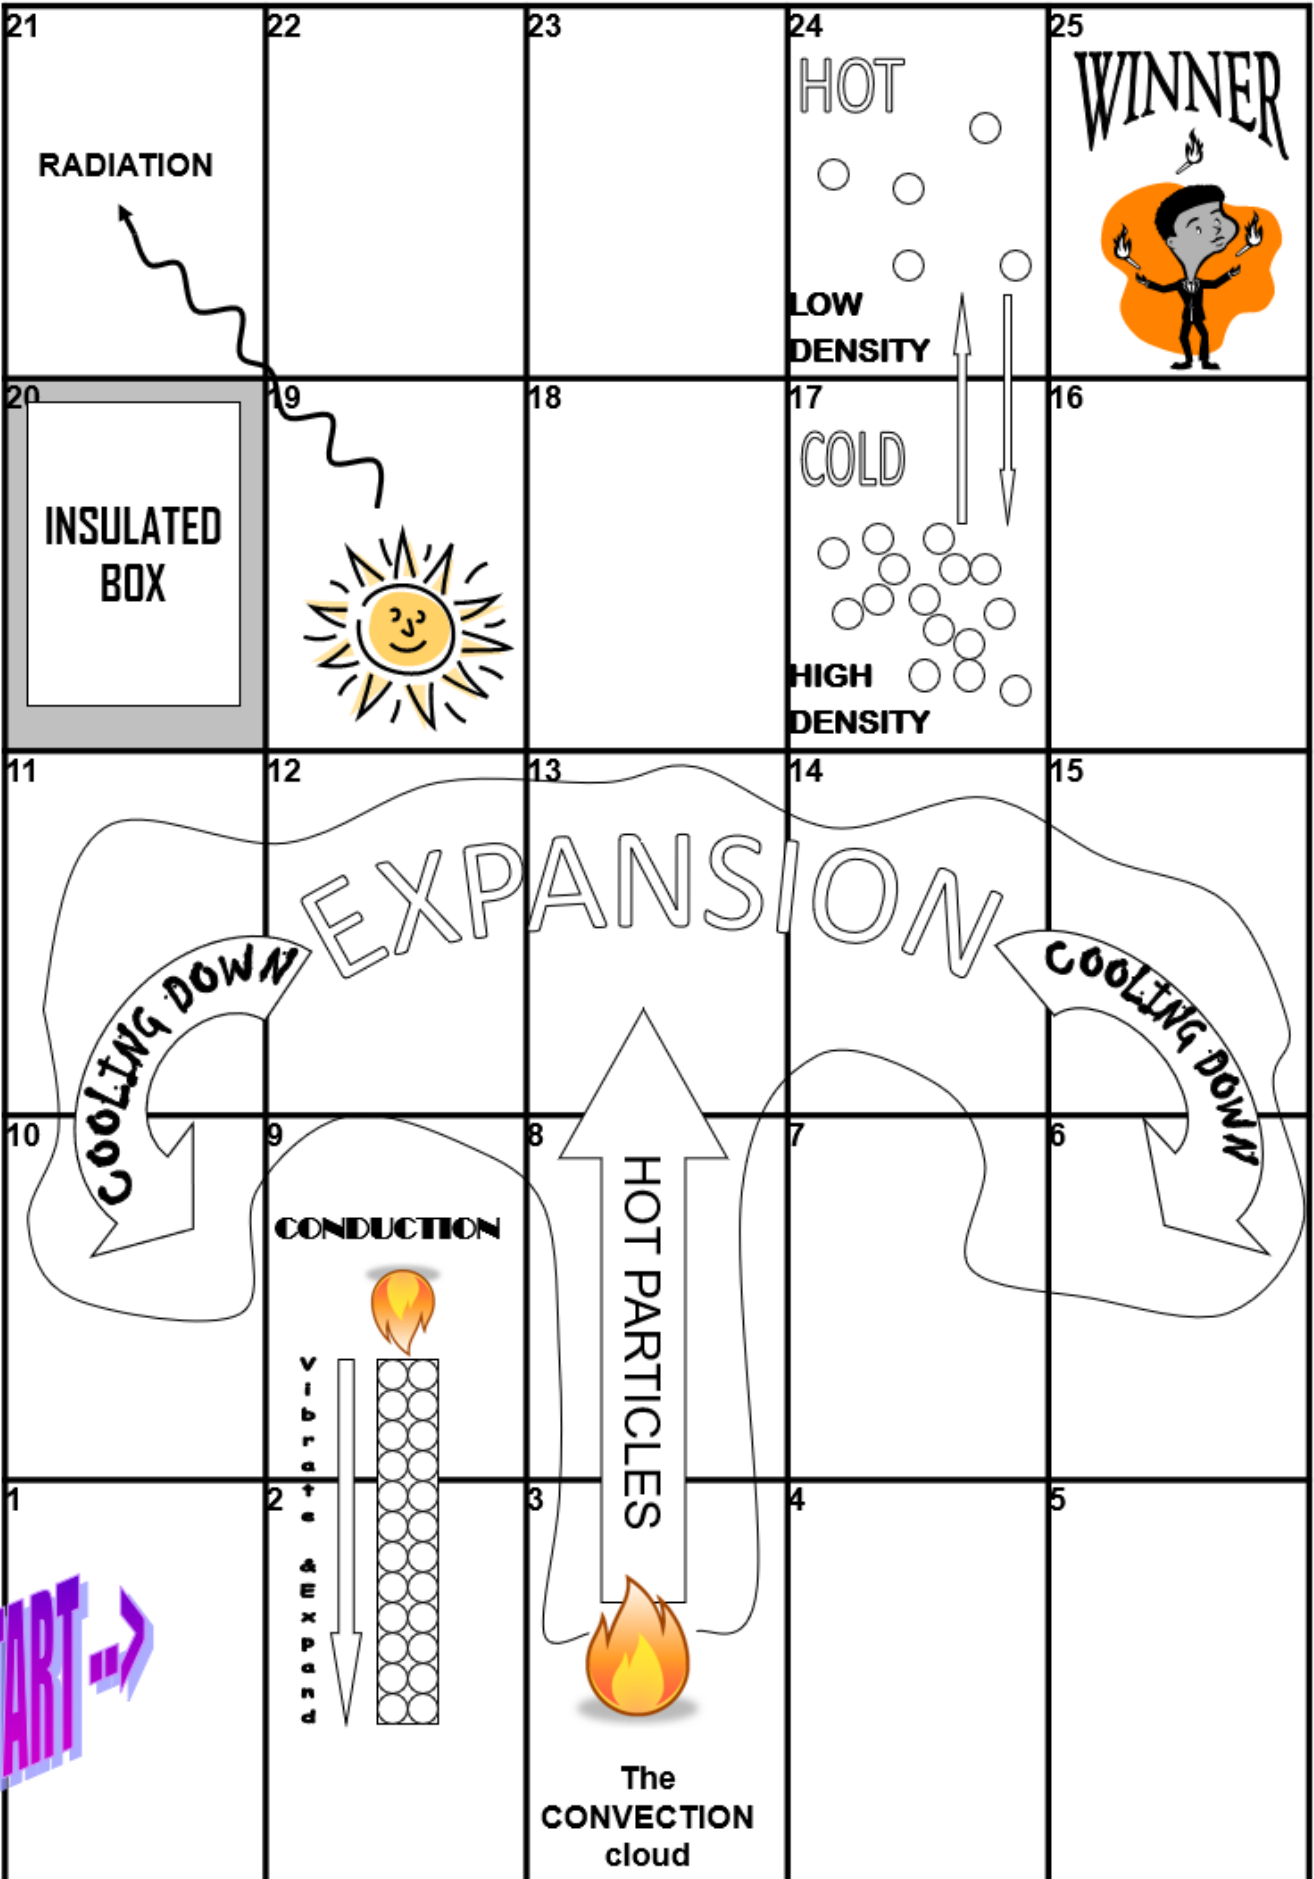 21 22 23 24 25
HOT
WINNER
RADIATION
LOW
DENSITY
20 19 18 17 16
COLD
INSULATED
BOX
HIGH
DENSITY
11 12 13 14 15
EXPANSION
COOLING DOWN
COOLING DOWN
10 9 8 7 6
HOT PARTICLES
CONDUCTION
Vibrate & Expand
1 2 3 4 5
ART
The
CONVECTION
cloud